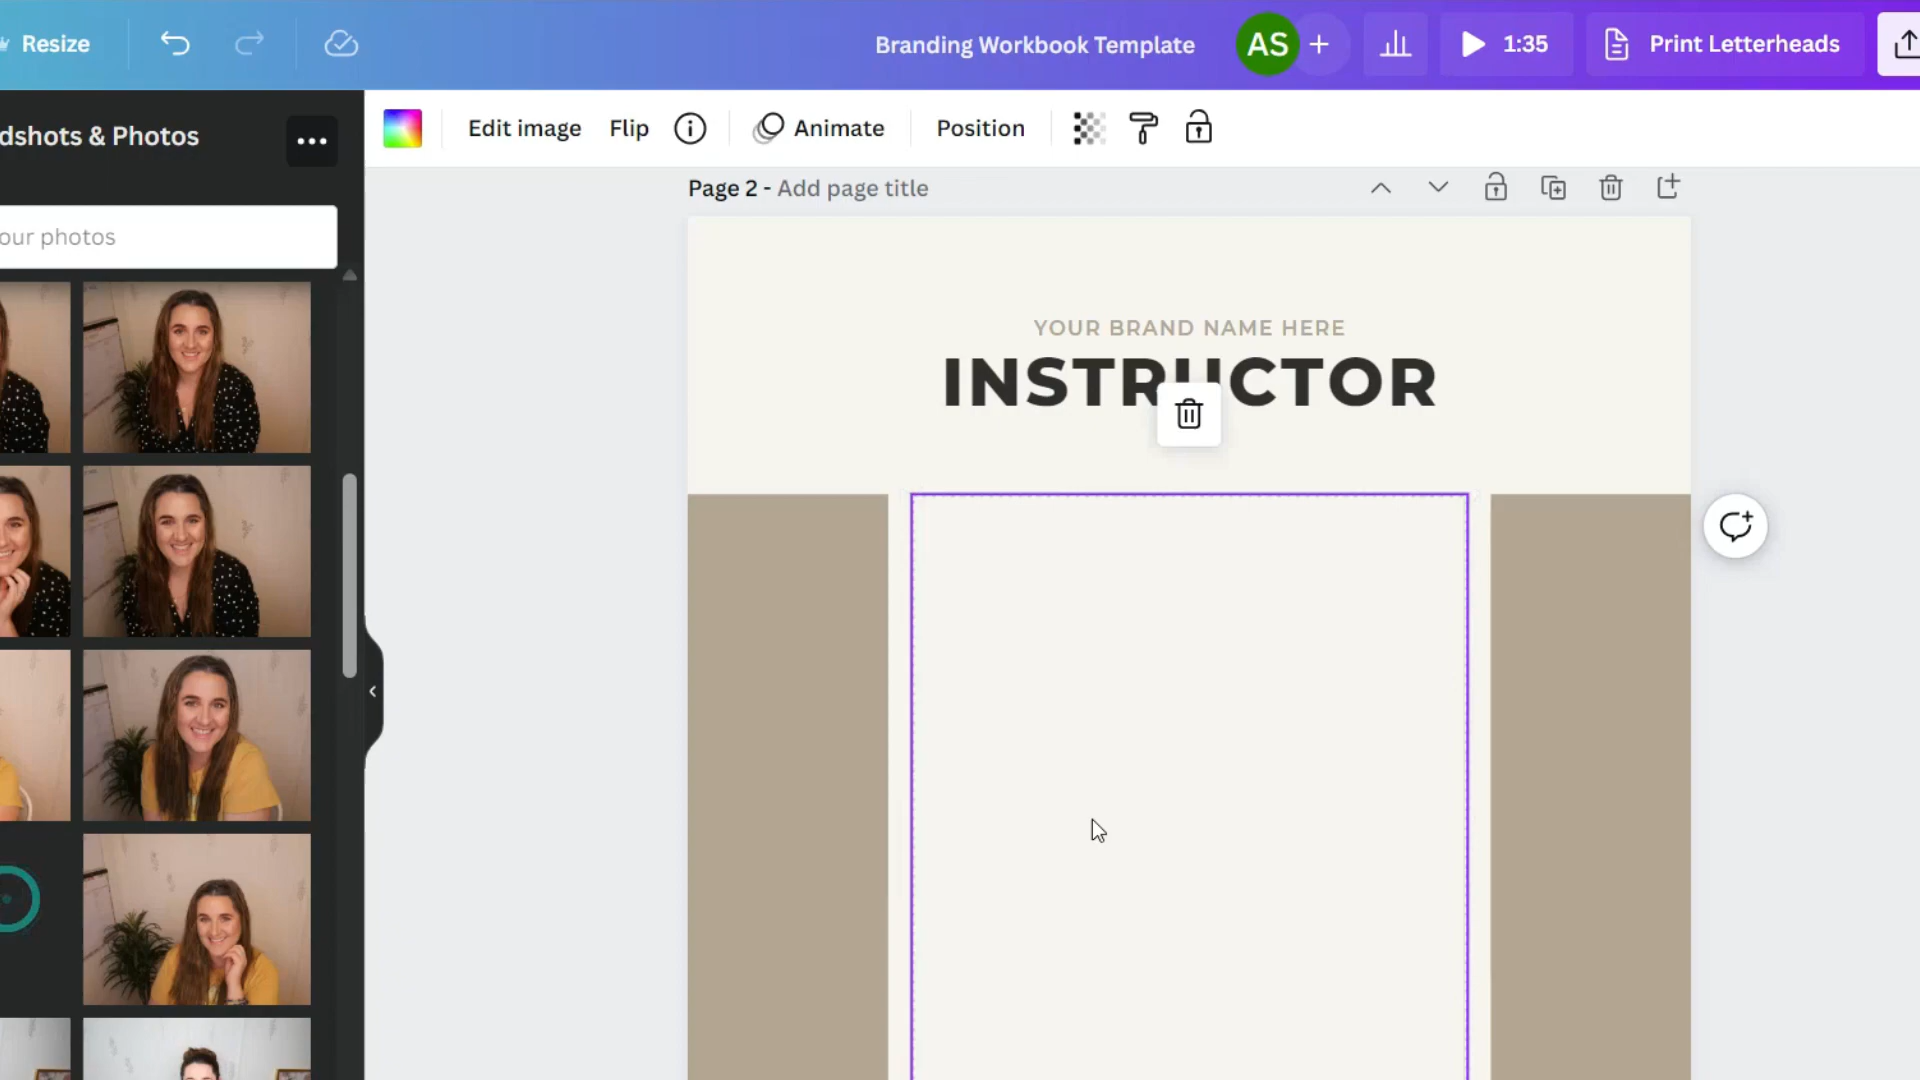 Resize
Branding Workbook Template
AS
1:35
Print Letterheads
dshots & Photos
Edit image
Flip
Animate
Position
our photos
Page 2 - Add page title
YOUR BRAND NAME HERE
INSTRUCTOR